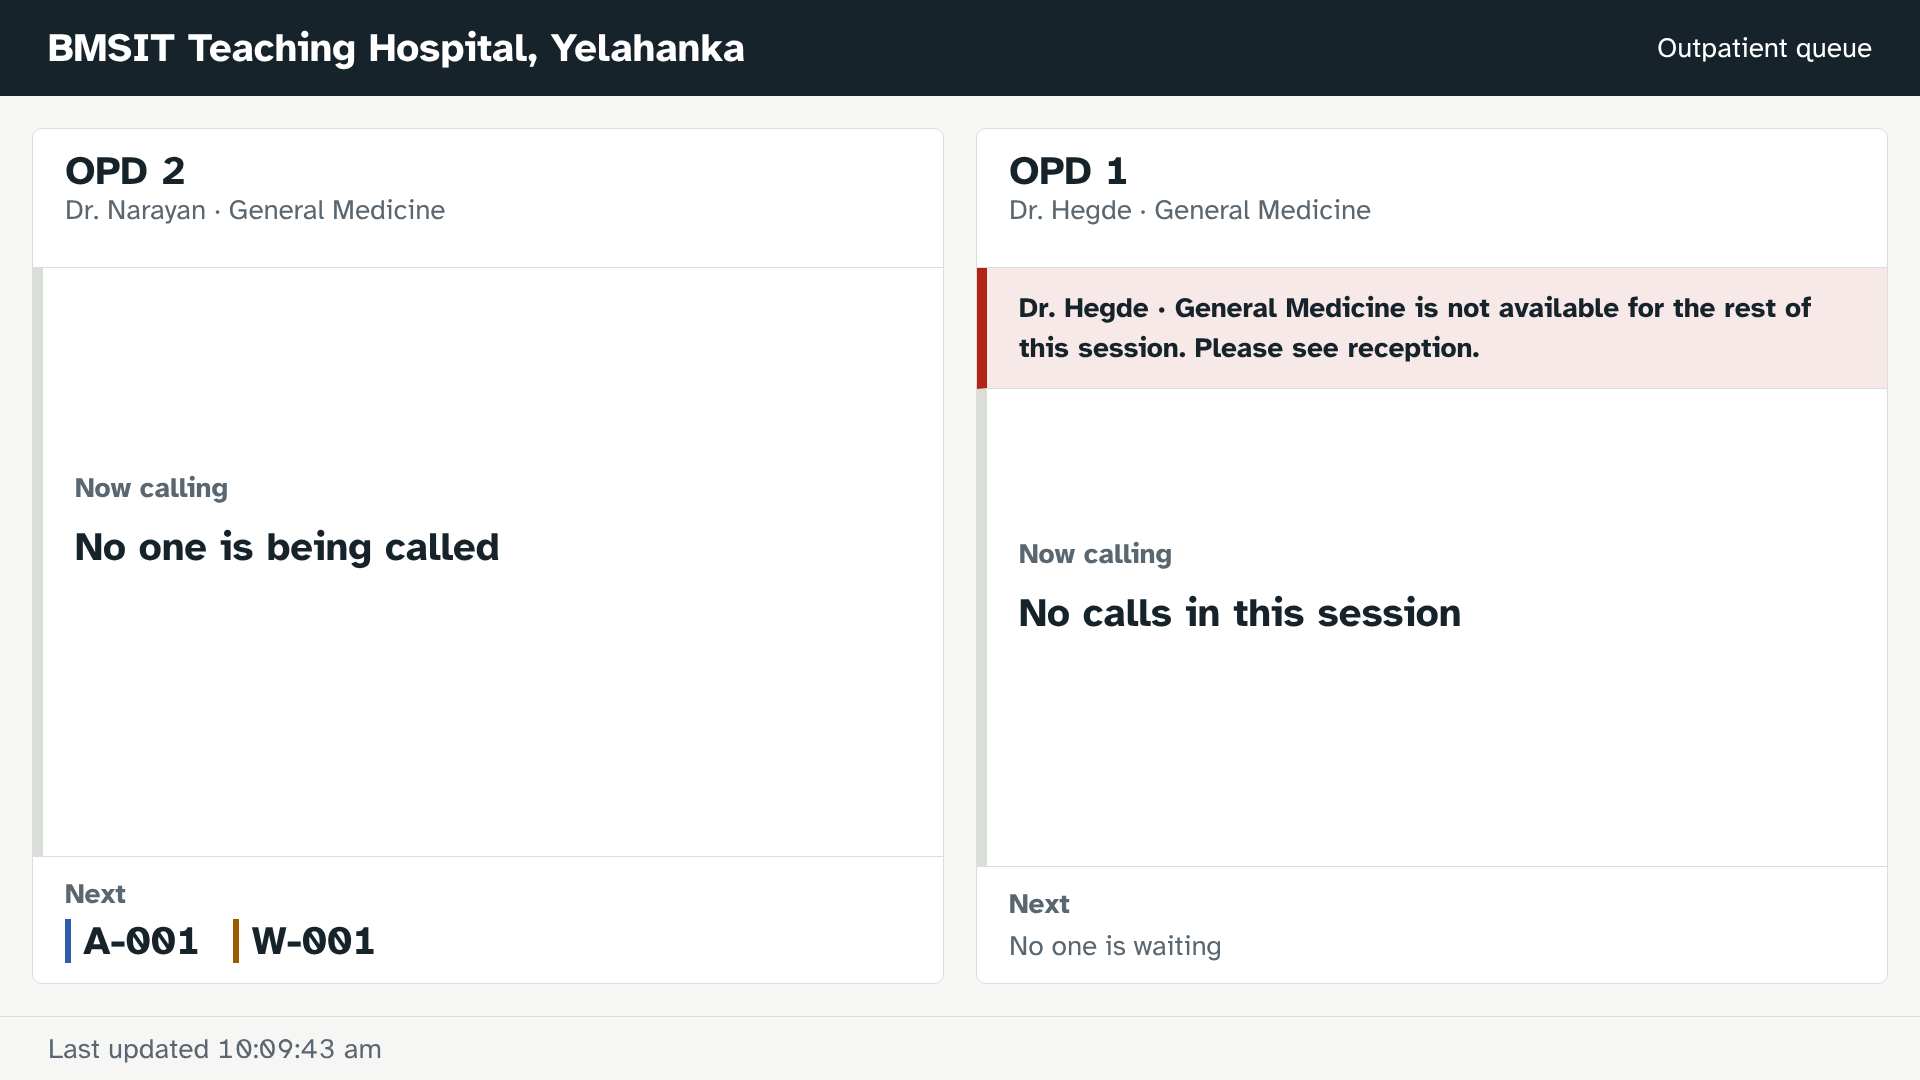 BMSIT Teaching Hospital, Yelahanka
Outpatient queue
OPD 2
Dr. Narayan · General Medicine
Now calling
No one is being called
Next
A-001 W-001
OPD 1
Dr. Hegde · General Medicine
Dr. Hegde · General Medicine is not available for the rest of
this session. Please see reception.
Now calling
No calls in this session
Next
No one is waiting
Last updated 10:09:43 am